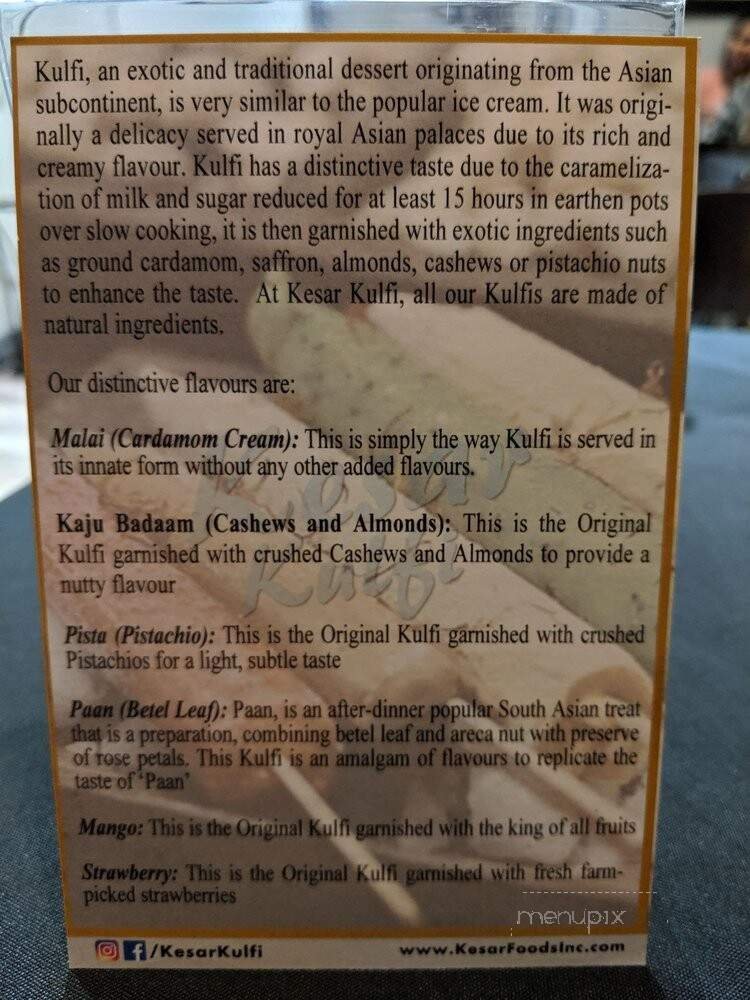 Kulfi, an exotic and traditional dessert originating from the Asian
subcontinent, is very similar to the popular ice cream. It was origi-
nally a delicacy served in royal Asian palaces due to its rich and
creamy flavour. Kulfi has a distinctive taste due to the carameliza-
tion of milk and sugar reduced for at least 15 hours in earthen pots
over slow cooking, it is then garnished with exotic ingredients such
as ground cardamom, saffron, almonds, cashews or pistachio nuts
to enhance the taste. At Kesar Kulfi, all our Kulfis are made of
natural ingredients.
Our distinctive flavours are:
Malai (Cardamom Cream): This is simply the way Kulfi is served in
its innate form without any other added flavours.
Kesar
Kulfi
Kaju Badaam (Cashews and Almonds): This is the Original
Kulfi garnished with crushed Cashews and Almonds to provide a
nutty flavour
Pista (Pistachio): This is the Original Kulfi garnished with crushed
Pistachios for a light, subtle taste
Paan (Betel Leaf): Paan, is an after-dinner popular South Asian treat
that is a preparation, combining betel leaf and areca nut with preserve
of rose petals. This Kulfi is an amalgam of flavours to replicate the
taste of 'Paan'
Mango: This is the Original Kulfi garnished with the king of all fruits
Strawberry: This is the Original Kulfi garnished with fresh farm-
picked strawberries
menupix
/KesarKulfi
www.KesarFoodsInc.com